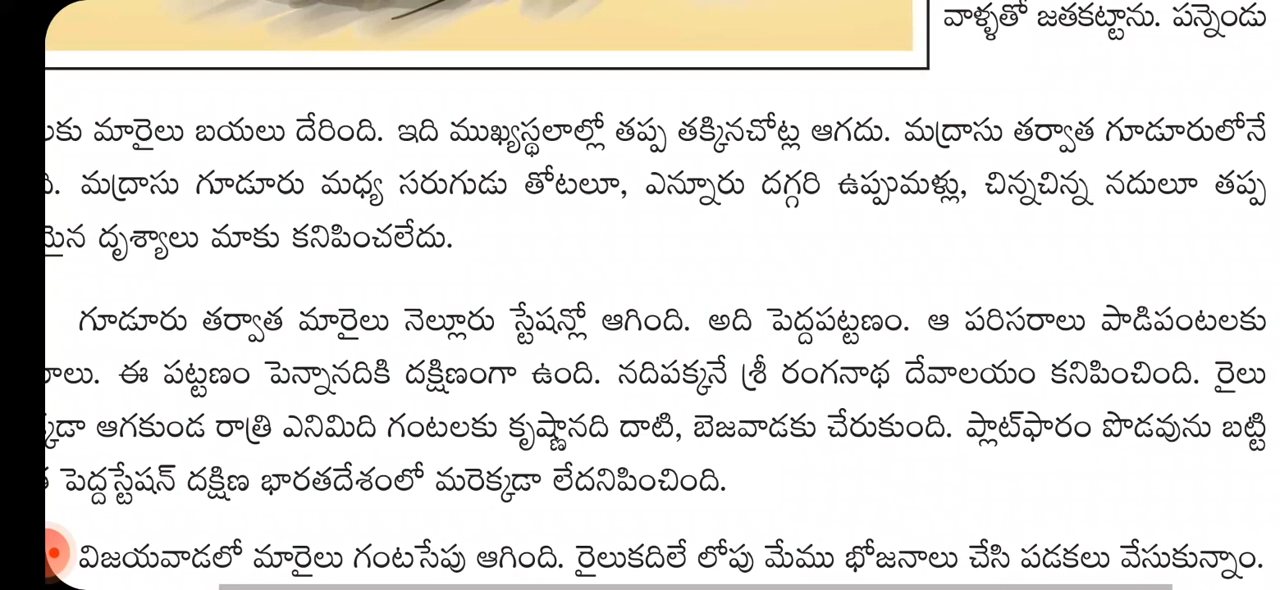 వాళ్ళతో జతకట్టాను. పన్నెండు
మారైలు బయలు దేరింది. ఇది ముఖ్యస్థలాల్లో తప్ప తక్కినచోట్ల ఆగదు. మద్రాసు తర్వాత గూడూరులోనే
మద్రాసు గూడూరు మధ్య సరుగుడు తోటలూ, ఎన్నూరు దగ్గరి ఉప్పుమళ్లు, చిన్నచిన్న నదులూ తప్ప
దృశ్యాలు మాకు కనిపించలేదు.
గూడూరు తర్వాత మారైలు నెల్లూరు స్టేషన్లో ఆగింది. అది పెద్దపట్టణం. ఆ పరిసరాలు పాడిపంటలకు
ఈ పట్టణం పెన్నానదికి దక్షిణంగా ఉంది. నదిపక్కనే శ్రీ రంగనాథ దేవాలయం కనిపించింది. రైలు
ఆగకుండ రాత్రి ఎనిమిది గంటలకు కృష్ణానది దాటి, బెజవాడకు చేరుకుంది. ప్లాట్‌ఫారం పొడవును బట్టి
పెద్దస్టేషన్ దక్షిణ భారతదేశంలో మరెక్కడా లేదనిపించింది.
విజయవాడలో మారైలు గంటసేపు ఆగింది. రైలుకదిలే లోపు మేము భోజనాలు చేసి పడకలు వేసుకున్నాం.